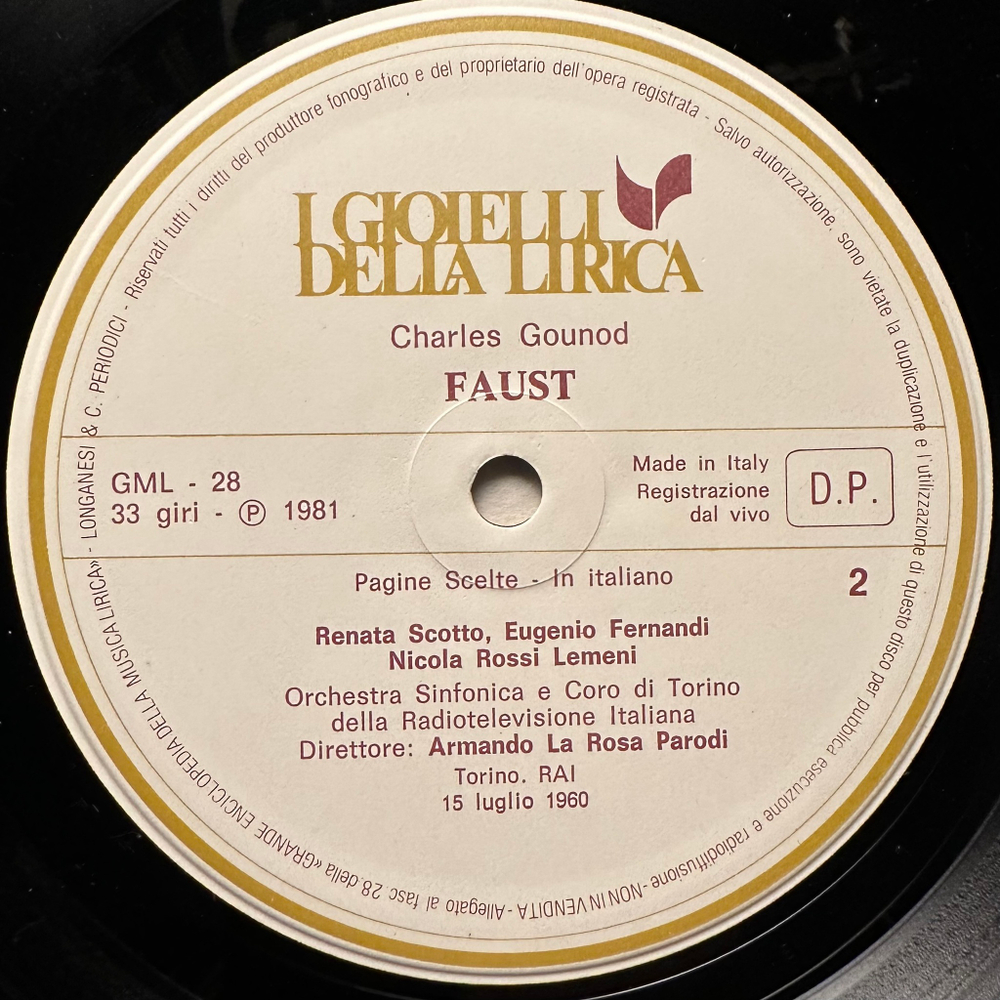 I GIOIELLI
DELLA LIRICA
Charles Gounod
FAUST
GML - 28
33 giri - Ⓟ 1981
Made in Italy
Registrazione
dal vivo
D.P.
Pagine Scelte - In italiano
2
Renata Scotto, Eugenio Fernandi
Nicola Rossi Lemeni
Orchestra Sinfonica e Coro di Torino
della Radiotelevisione Italiana
Direttore: Armando La Rosa Parodi
Torino. RAI
15 luglio 1960
Allegato al fasc 28 della «GRANDE ENCICLOPEDIA DELLA MUSICA LIRICA» - LONGANESI & C. PERIODICI - Riservati tutti i diritti del produttore fonografico e del proprietario dell'opera registrata - Salvo autorizzazione, sono vietate la duplicazione e l'utilizzazione di questo disco per pubblica esecuzione e radiodiffusione - NON IN VENDITA -